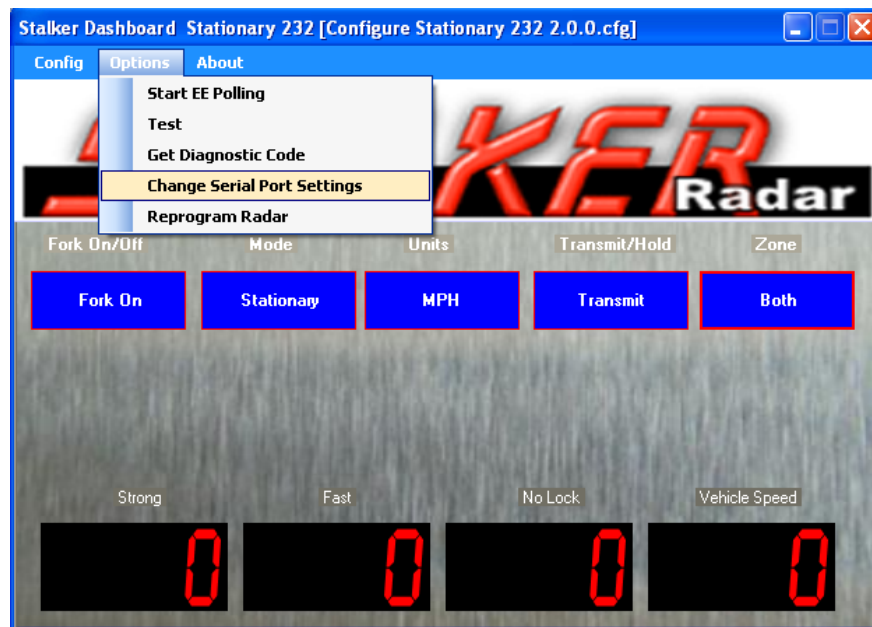 Stalker Dashboard Stationary 232 [Configure Stationary 232 2.0.0.cfg]
Config Options About
Start EE Polling
Test
Get Diagnostic Code
Change Serial Port Settings
Reprogram Radar
Radar
Fork On/Off Mode Units Transmit/Hold Zone
Fork On Stationary MPH Transmit Both
Strong Fast No Lock Vehicle Speed
0 0 0 0